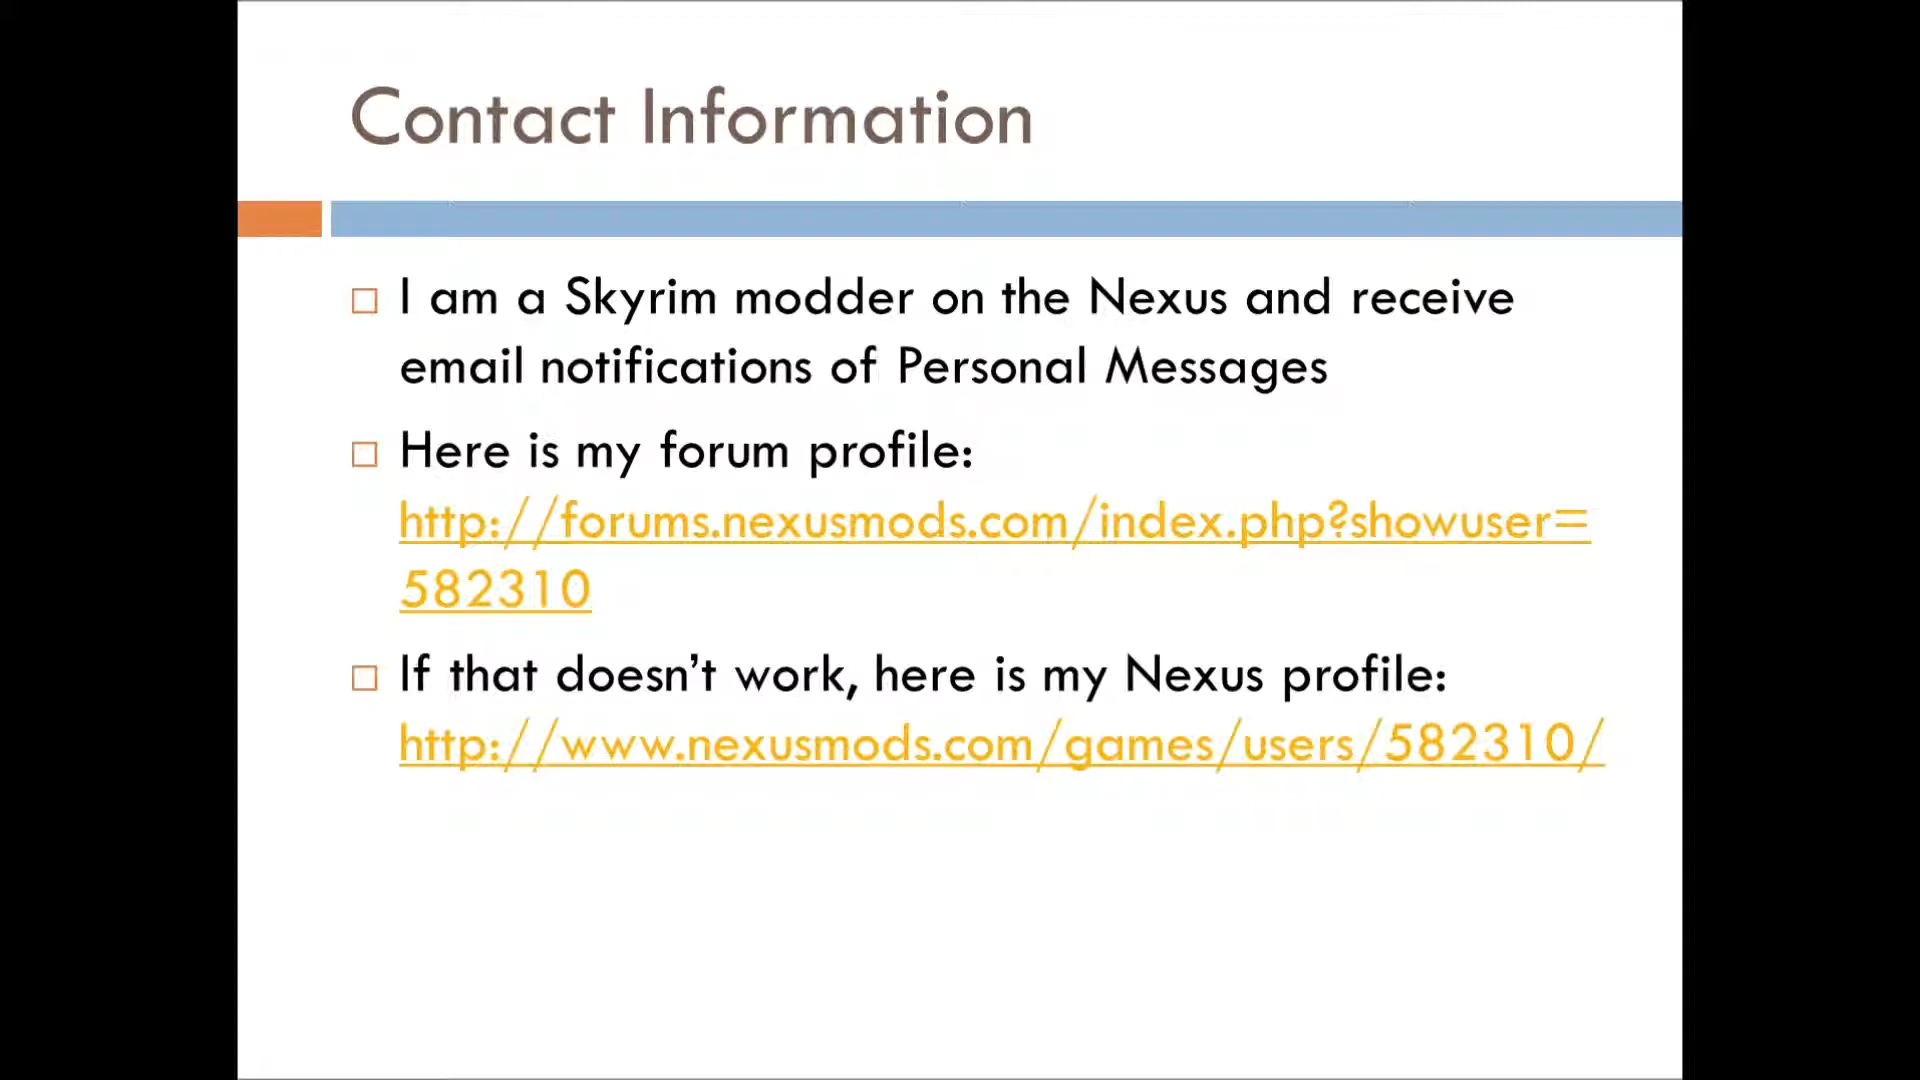 Contact Information
I am a Skyrim modder on the Nexus and receive
email notifications of Personal Messages
Here is my forum profile:
http://forums.nexusmods.com/index.php?showuser=
582310
If that doesn’t work, here is my Nexus profile:
http://www.nexusmods.com/games/users/582310/